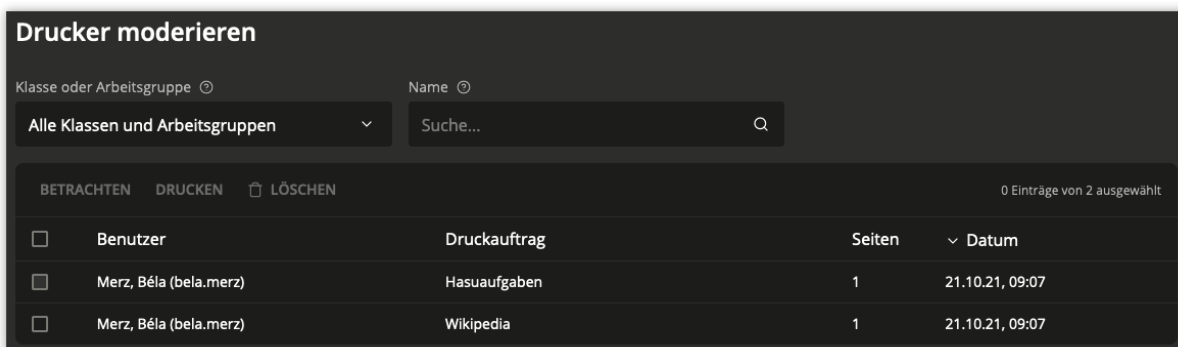 Drucker moderieren
Klasse oder Arbeitsgruppe Name
Alle Klassen und Arbeitsgruppen Suche...
BETRACHTEN DRUCKEN LÖSCHEN 0 Einträge von 2 ausgewählt
Benutzer Druckauftrag Seiten Datum
Merz, Béla (bela.merz) Hasuaufgaben 1 21.10.21, 09:07
Merz, Béla (bela.merz) Wikipedia 1 21.10.21, 09:07